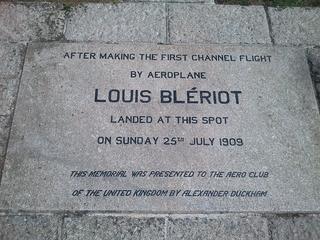 AFTER MAKING THE FIRST CHANNEL FLIGHT
BY AEROPLANE
LOUIS BLÉRIOT
LANDED AT THIS SPOT
ON SUNDAY 25TH JULY 1909
THIS MEMORIAL WAS PRESENTED TO THE AERO CLUB
OF THE UNITED KINGDOM BY ALEXANDER DUCKHAM